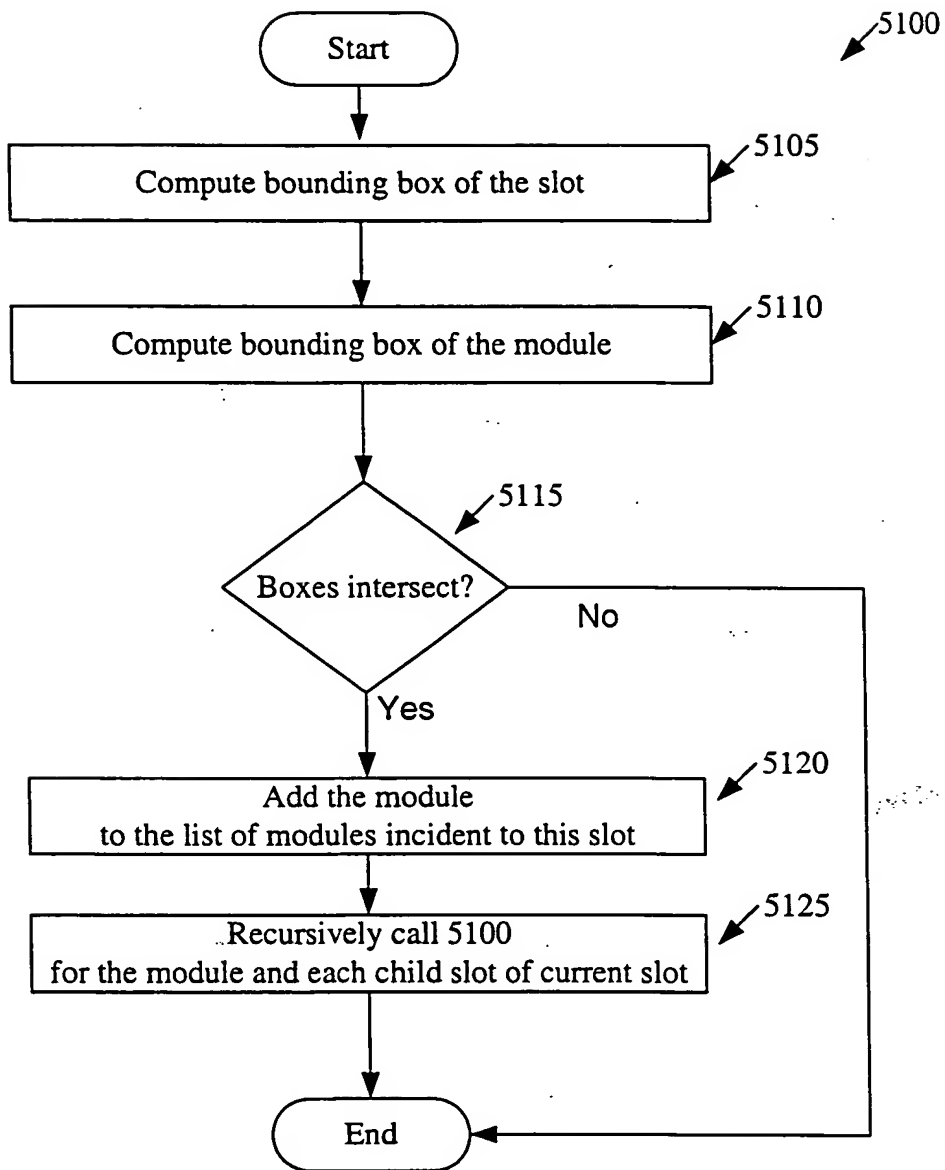 5100
Start
5105
Compute bounding box of the slot
5110
Compute bounding box of the module
5115
Boxes intersect?
No
Yes
5120
Add the module
to the list of modules incident to this slot
5125
Recursively call 5100
for the module and each child slot of current slot
End